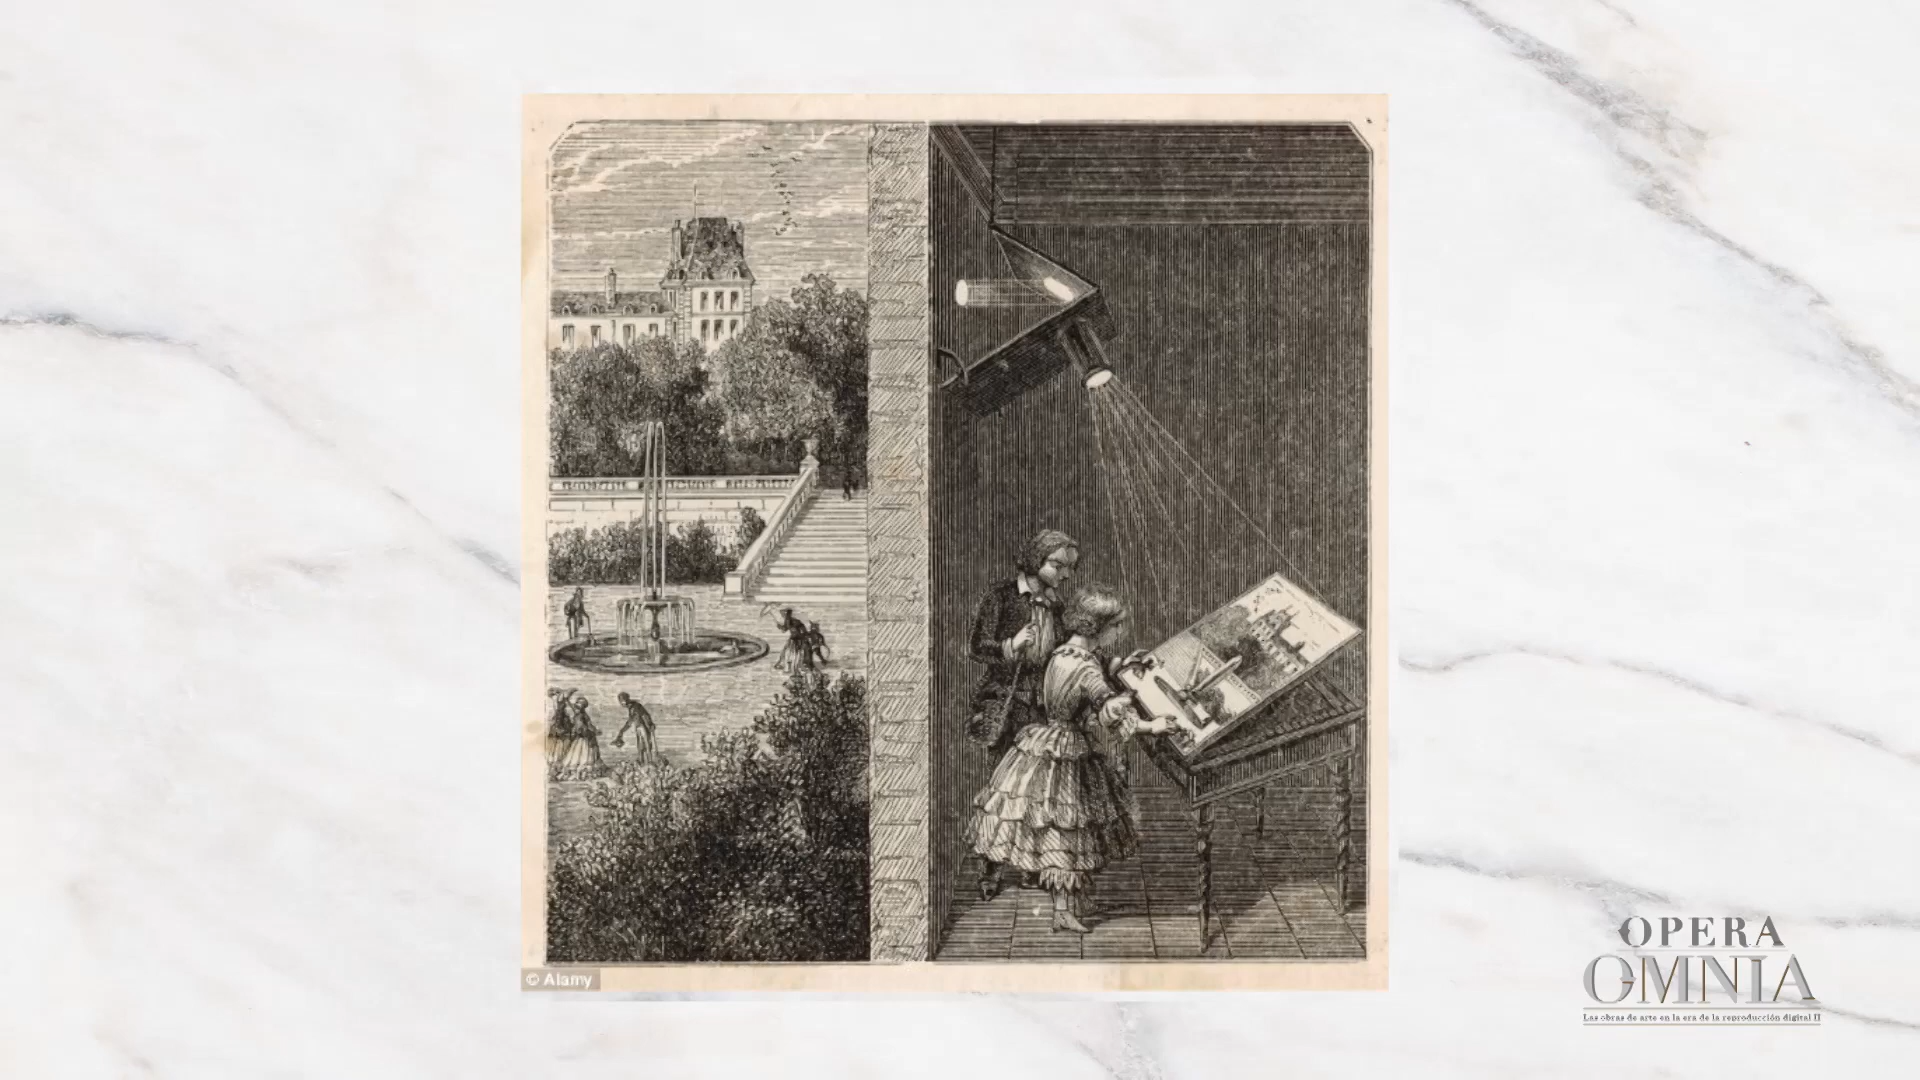 © Alamy
OPERA
OMNIA
Las obras de arte en la era de la reproducción digital II